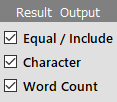 Result Output
Equal / Include
Character
Word Count